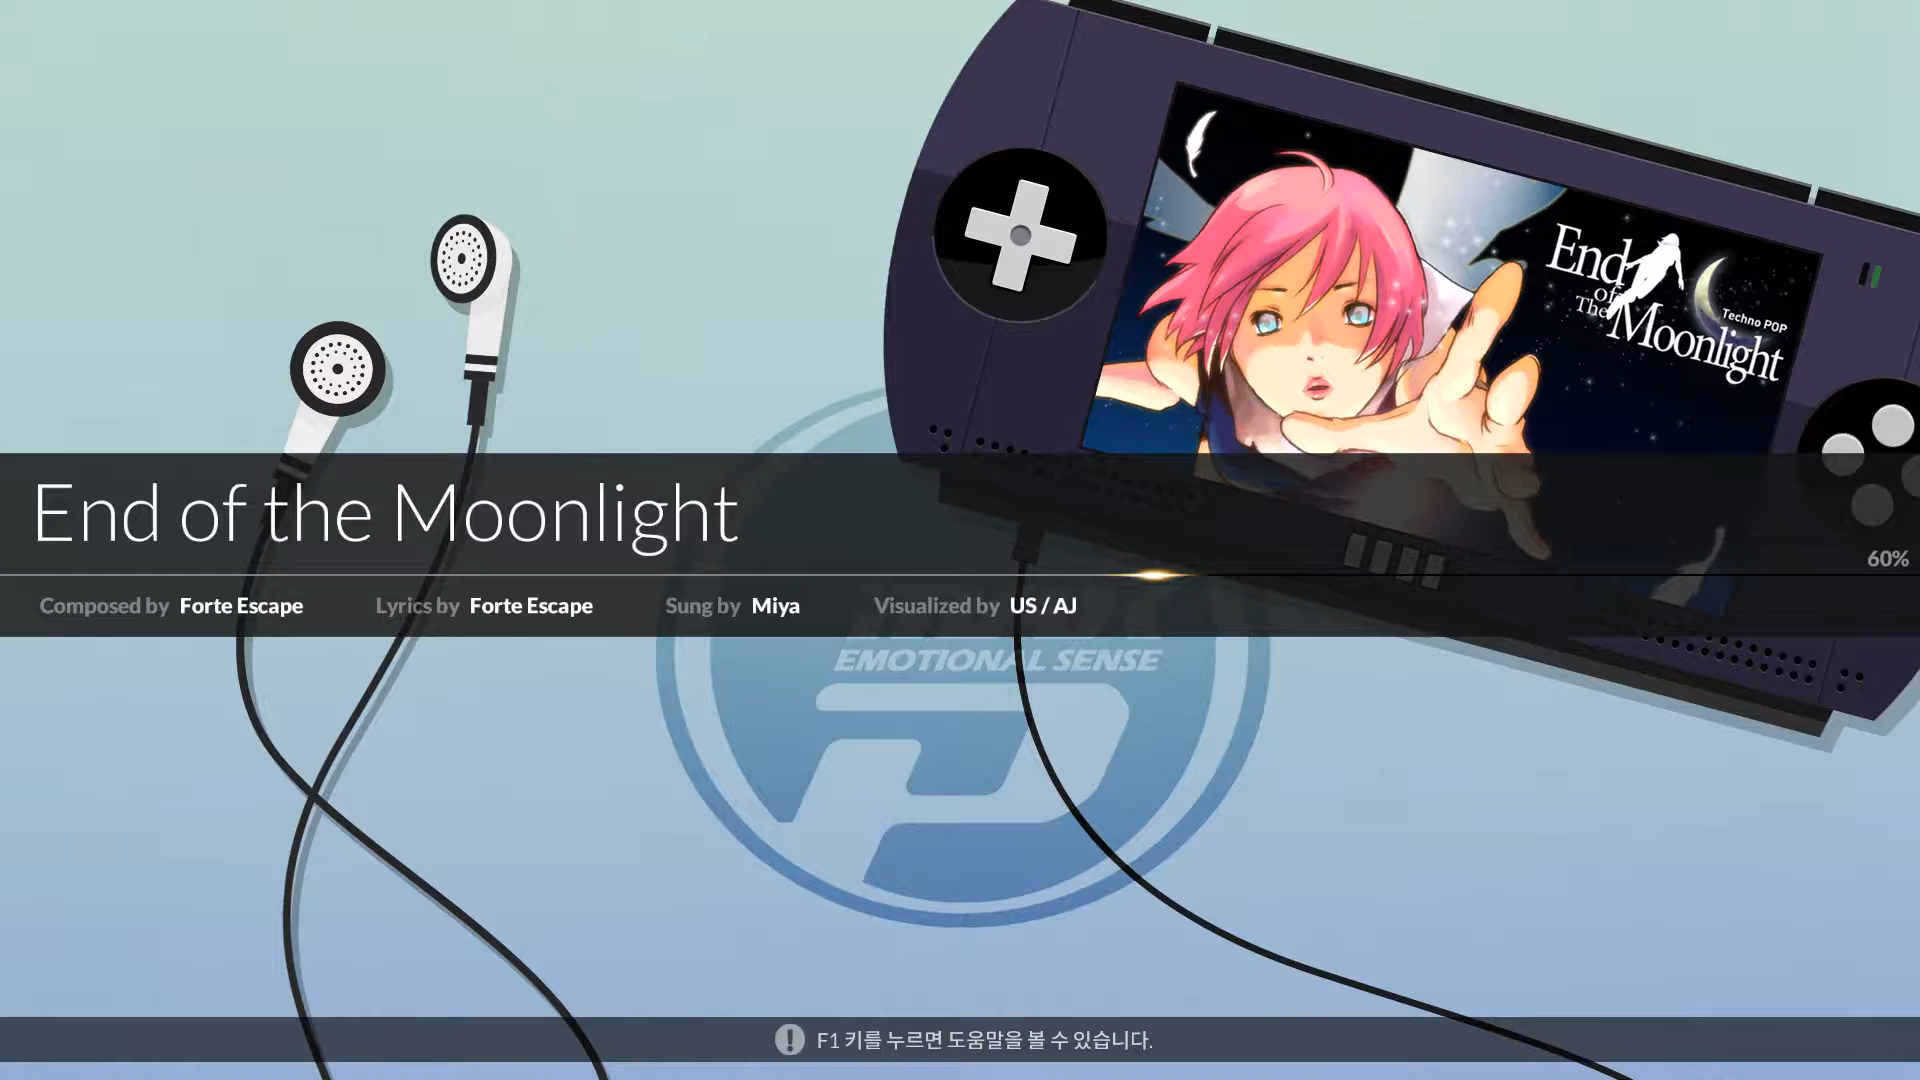 End
of
The
Moonlight
Techno POP
End of the Moonlight
60%
Composed by Forte Escape Lyrics by Forte Escape Sung by Miya Visualized by US / AJ
EMOTIONAL SENSE
F1 키를 누르면 도움말을 볼 수 있습니다.